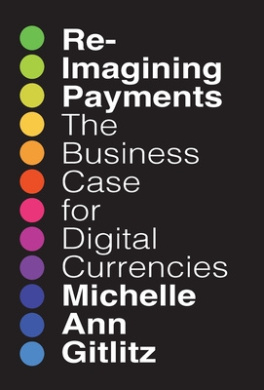 Re-
Imagining
Payments
The
Business
Case
for
Digital
Currencies
Michelle
Ann
Gitlitz